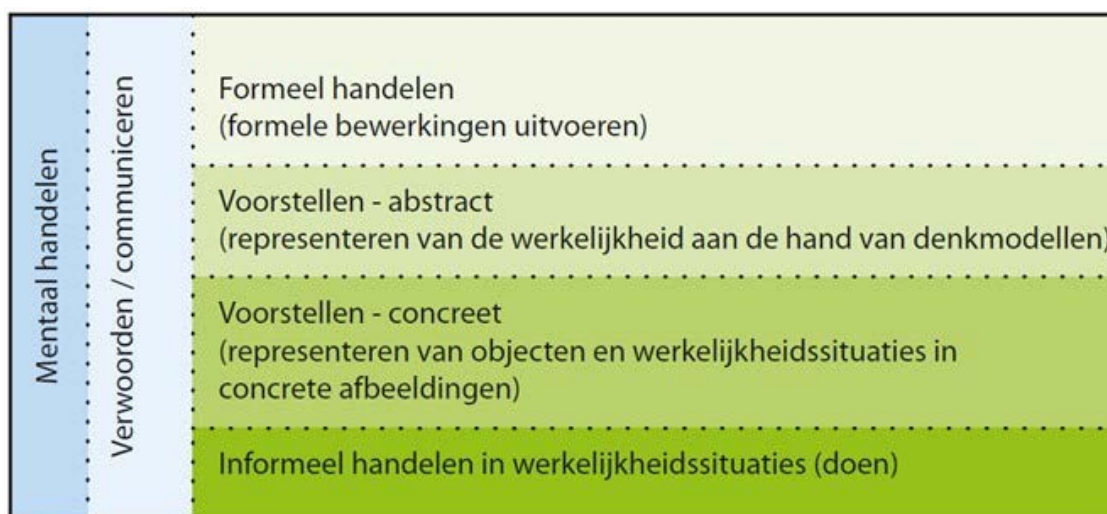 Mentaal handelen
Verwoorden / communiceren
Formeel handelen
(formele bewerkingen uitvoeren)
Voorstellen - abstract
(representeren van de werkelijkheid aan de hand van denkmodellen)
Voorstellen - concreet
(representeren van objecten en werkelijkheidssituaties in
concrete afbeeldingen)
Informeel handelen in werkelijkheidssituaties (doen)